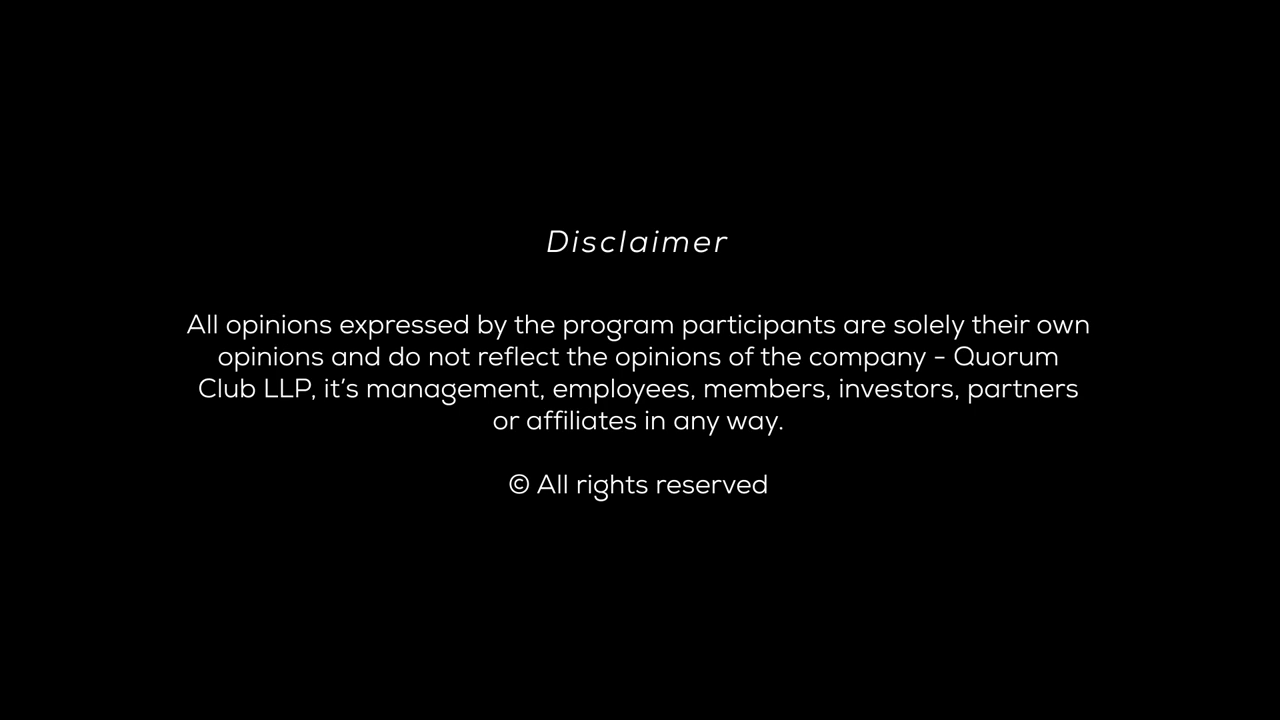 Disclaimer
All opinions expressed by the program participants are solely their own
opinions and do not reflect the opinions of the company - Quorum
Club LLP, it’s management, employees, members, investors, partners
or affiliates in any way.
© All rights reserved